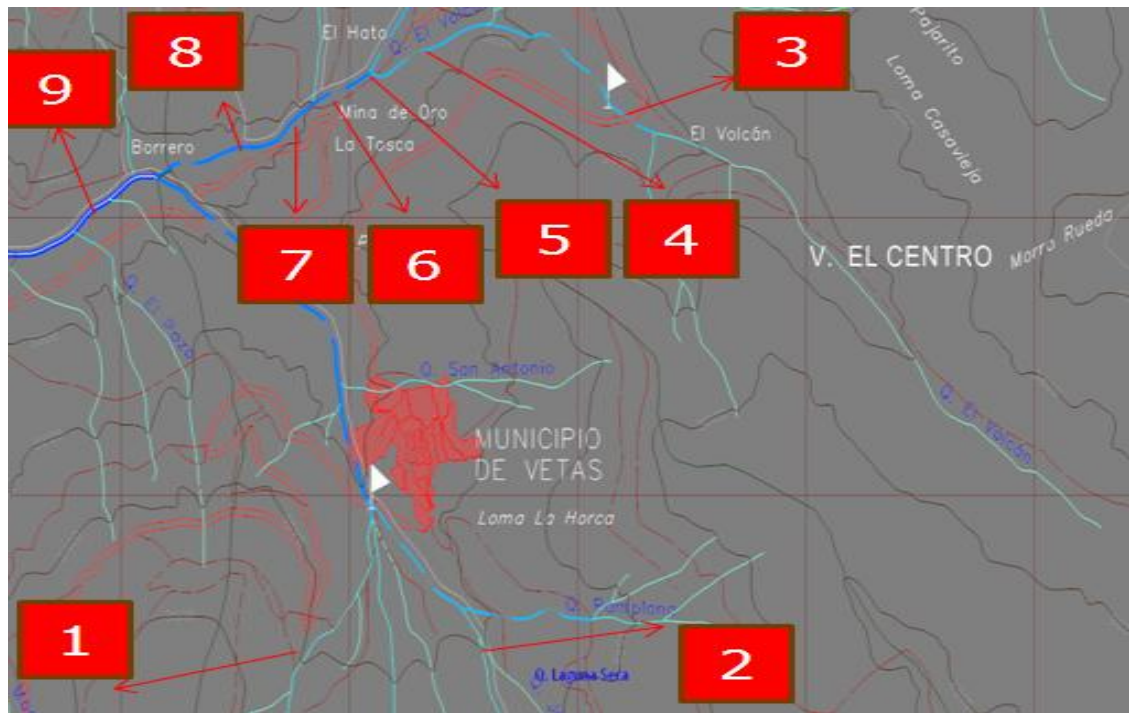 El Hato
Q. El Volc
8
3
Pajarito
Loma Casavieja
9
Mina de Oro
La Tosca
Borrero
El Volcán
7
6
5
4
V. EL CENTRO
Morro Rueda
Q. El Pozo
Q. San Antonio
MUNICIPIO
DE VETAS
Q. El Volcán
Loma La Horca
Q. Pamplona
1
2
Q. Laguna Seca